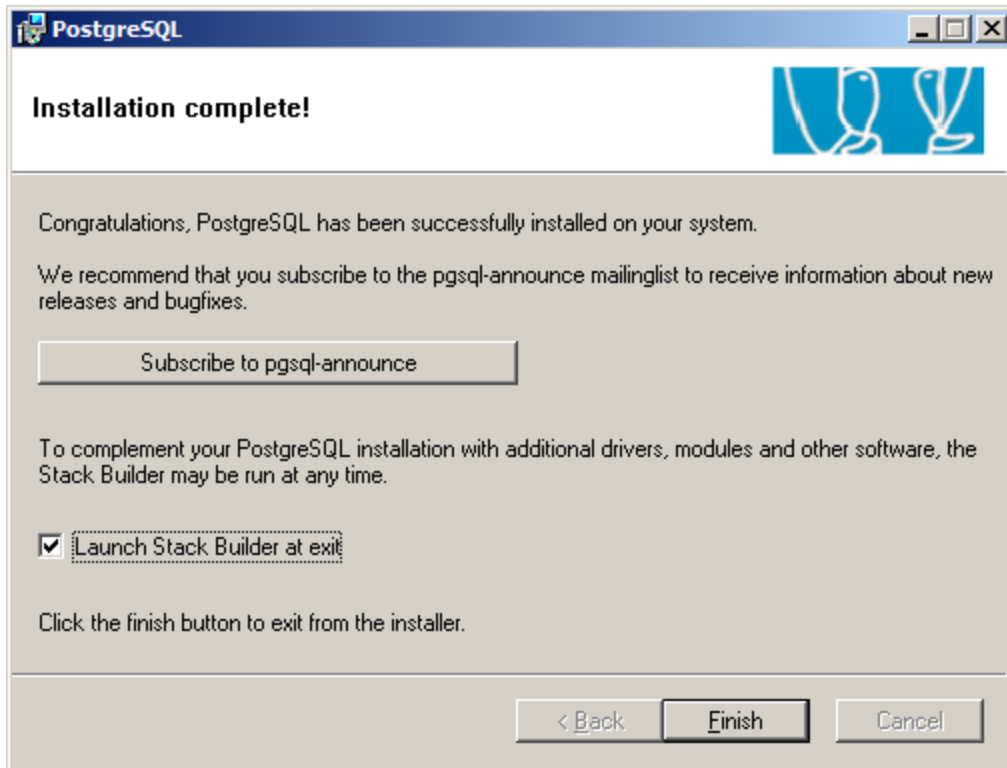 PostgreSQL
Installation complete!
Congratulations, PostgreSQL has been successfully installed on your system.
We recommend that you subscribe to the pgsql-announce mailinglist to receive information about new
releases and bugfixes.
Subscribe to pgsql-announce
To complement your PostgreSQL installation with additional drivers, modules and other software, the
Stack Builder may be run at any time.
Launch Stack Builder at exit
Click the finish button to exit from the installer.
< Back
Finish
Cancel